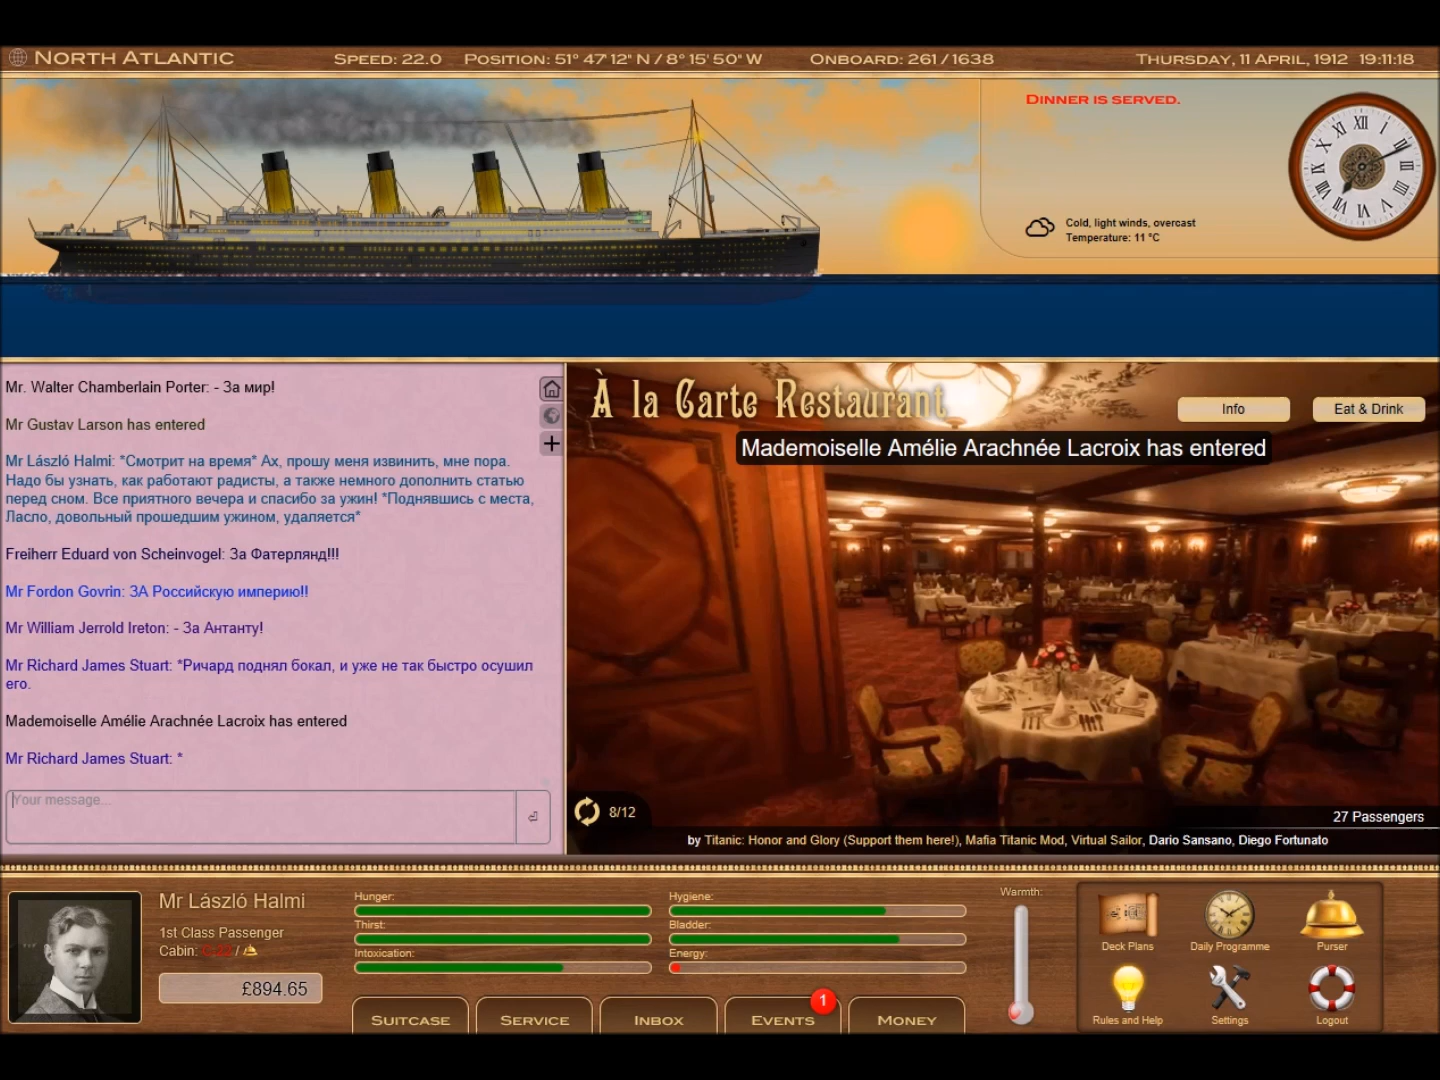 NORTH ATLANTIC SPEED: 22.0 POSITION: 51° 47' 12" N / 8° 15' 50" W ONBOARD: 261 / 1638 THURSDAY, 11 APRIL, 1912 19:11:18
DINNER IS SERVED.
XII I III IIII V VI VII VIII IX X XI
Cold, light winds, overcast
Temperature: 11 °C
Mr. Walter Chamberlain Porter: - За мир!
Mr Gustav Larson has entered
Mr László Halmi: *Смотрит на время* Ах, прошу меня извинить, мне пора.
Надо бы узнать, как работают радисты, а также немного дополнить статью
перед сном. Все приятного вечера и спасибо за ужин! *Поднявшись с места,
Ласло, довольный прошедшим ужином, удаляется*
Freiherr Eduard von Scheinvogel: За Фатерлянд!!!
Mr Fordon Govrin: ЗА Российскую империю!!
Mr William Jerrold Ireton: - За Антанту!
Mr Richard James Stuart: *Ричард поднял бокал, и уже не так быстро осушил
его.
Mademoiselle Amélie Arachnée Lacroix has entered
Mr Richard James Stuart: *
Your message...
À la Carte Restaurant
Info
Eat & Drink
Mademoiselle Amélie Arachnée Lacroix has entered
8/12
27 Passengers
by Titanic: Honor and Glory (Support them here!), Mafia Titanic Mod, Virtual Sailor, Dario Sansano, Diego Fortunato
Mr László Halmi
1st Class Passenger
Cabin: /
£894.65
Hunger:
Thirst:
Intoxication:
Hygiene:
Bladder:
Energy:
Warmth:
SUITCASE
SERVICE
INBOX
EVENTS
1
MONEY
Deck Plans
Daily Programme
Purser
Rules and Help
Settings
Logout